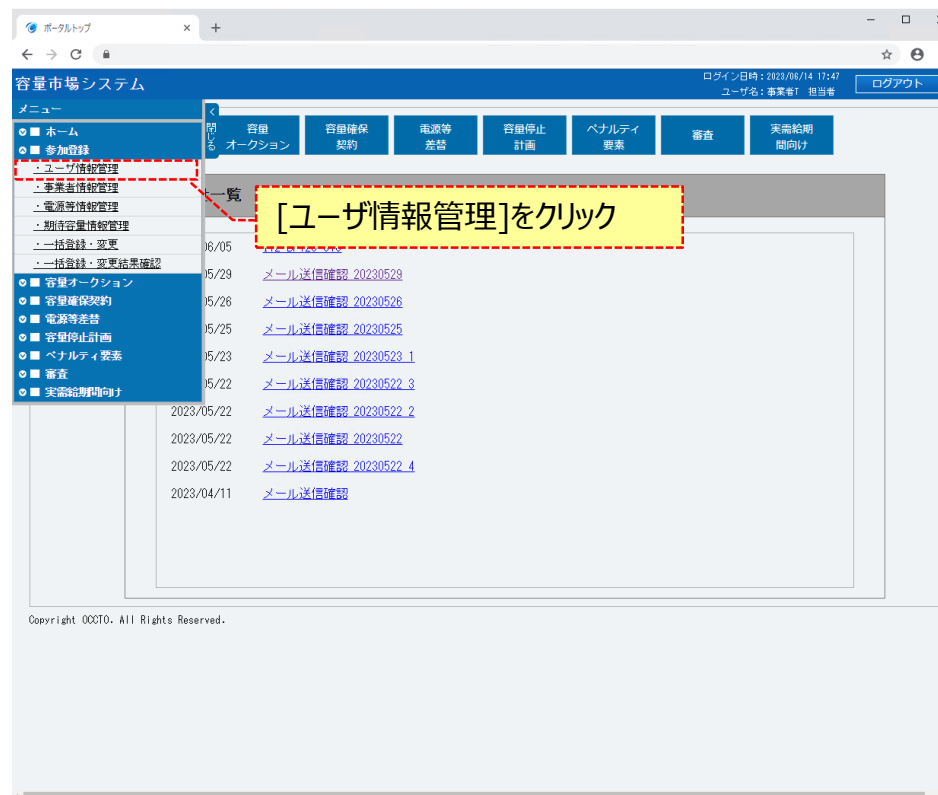 ポータルトップ
容量市場システム
ログイン日時：2023/06/14 17:47
ユーザ名：事業者T 担当者
ログアウト
メニュー
閉じる
ホーム
参加登録
・ユーザ情報管理
・事業者情報管理
・電源等情報管理
・期待容量情報管理
・一括登録・変更
・一括登録・変更結果確認
容量オークション
容量確保契約
電源等差替
容量停止計画
ペナルティ要素
審査
実需給期間向け
容量
オークション
容量確保
契約
電源等
差替
容量停止
計画
ペナルティ
要素
審査
実需給期
間向け
一覧
[ユーザ情報管理]をクリック
06/05
05/29 メール送信確認 20230529
05/26 メール送信確認 20230526
05/25 メール送信確認 20230525
05/23 メール送信確認 20230523 1
05/22 メール送信確認 20230522 3
2023/05/22 メール送信確認 20230522 2
2023/05/22 メール送信確認 20230522
2023/05/22 メール送信確認 20230522 4
2023/04/11 メール送信確認
Copyright OCCTO. All Rights Reserved.